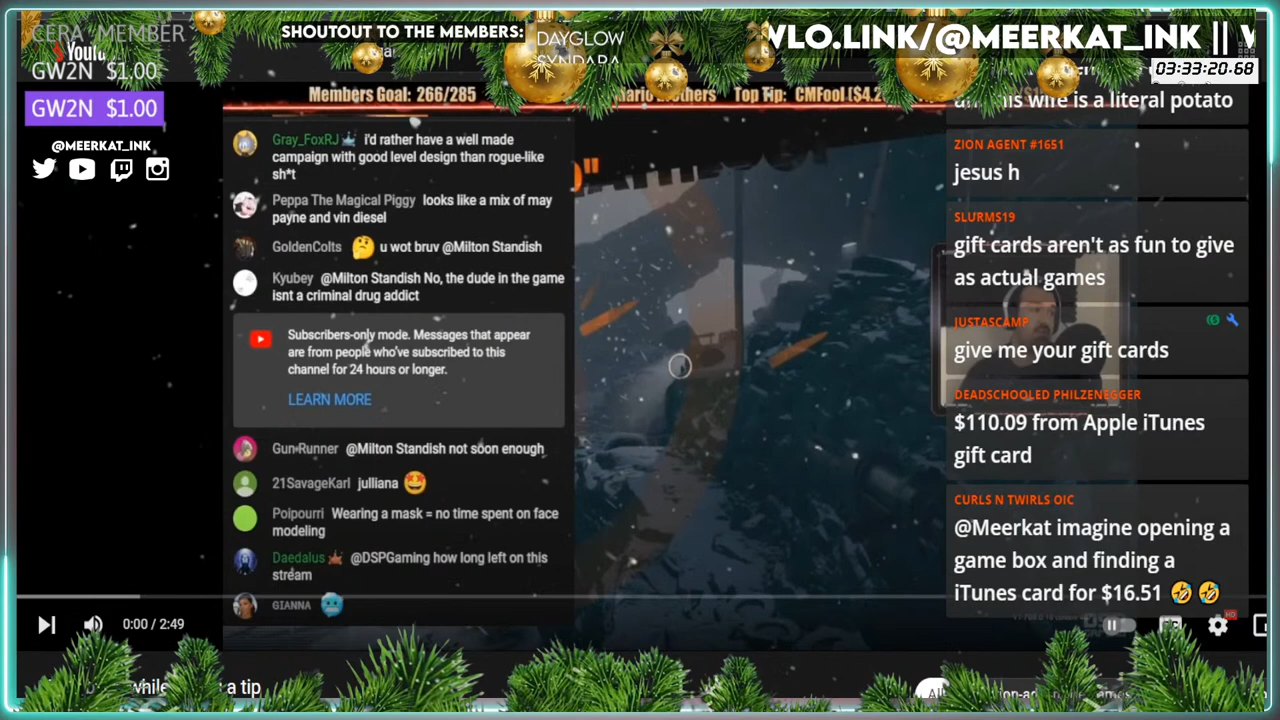 CERA MEMBER
GW2N $1.00
GW2N $1.00
@MEERKAT_INK
SHOUTOUT TO THE MEMBERS:
DAYGLOW
SYNDARA
VLO.LINK/@MEERKAT_INK ||
03:33:20.68
Members Goal: 266/285
Top Tip: CMFool ($4.2
Gray_FoxRJ i'd rather have a well made
campaign with good level design than rogue-like
sh*t
Peppa The Magical Piggy looks like a mix of may
payne and vin diesel
GoldenColts 🤔 u wot bruv @Milton Standish
Kyubey @Milton Standish No, the dude in the game
isnt a criminal drug addict
Subscribers-only mode. Messages that appear
are from people who've subscribed to this
channel for 24 hours or longer.
LEARN MORE
Gun-Runner @Milton Standish not soon enough
21SavageKarl julliana 🤩
Poipourri Wearing a mask = no time spent on face
modeling
Daedalus @DSPGaming how long left on this
stream
GIANNA 🥶
wife is a literal potato
ZION AGENT #1651
jesus h
SLURMS19
gift cards aren't as fun to give
as actual games
JUSTASCAMP
give me your gift cards
DEADSCHOOLED PHILZENEGGER
$110.09 from Apple iTunes
gift card
CURLS N TWIRLS OIC
@Meerkat imagine opening a
game box and finding a
iTunes card for $16.51 🤣 🤣
0:00 / 2:49
HD
while
a tip
All